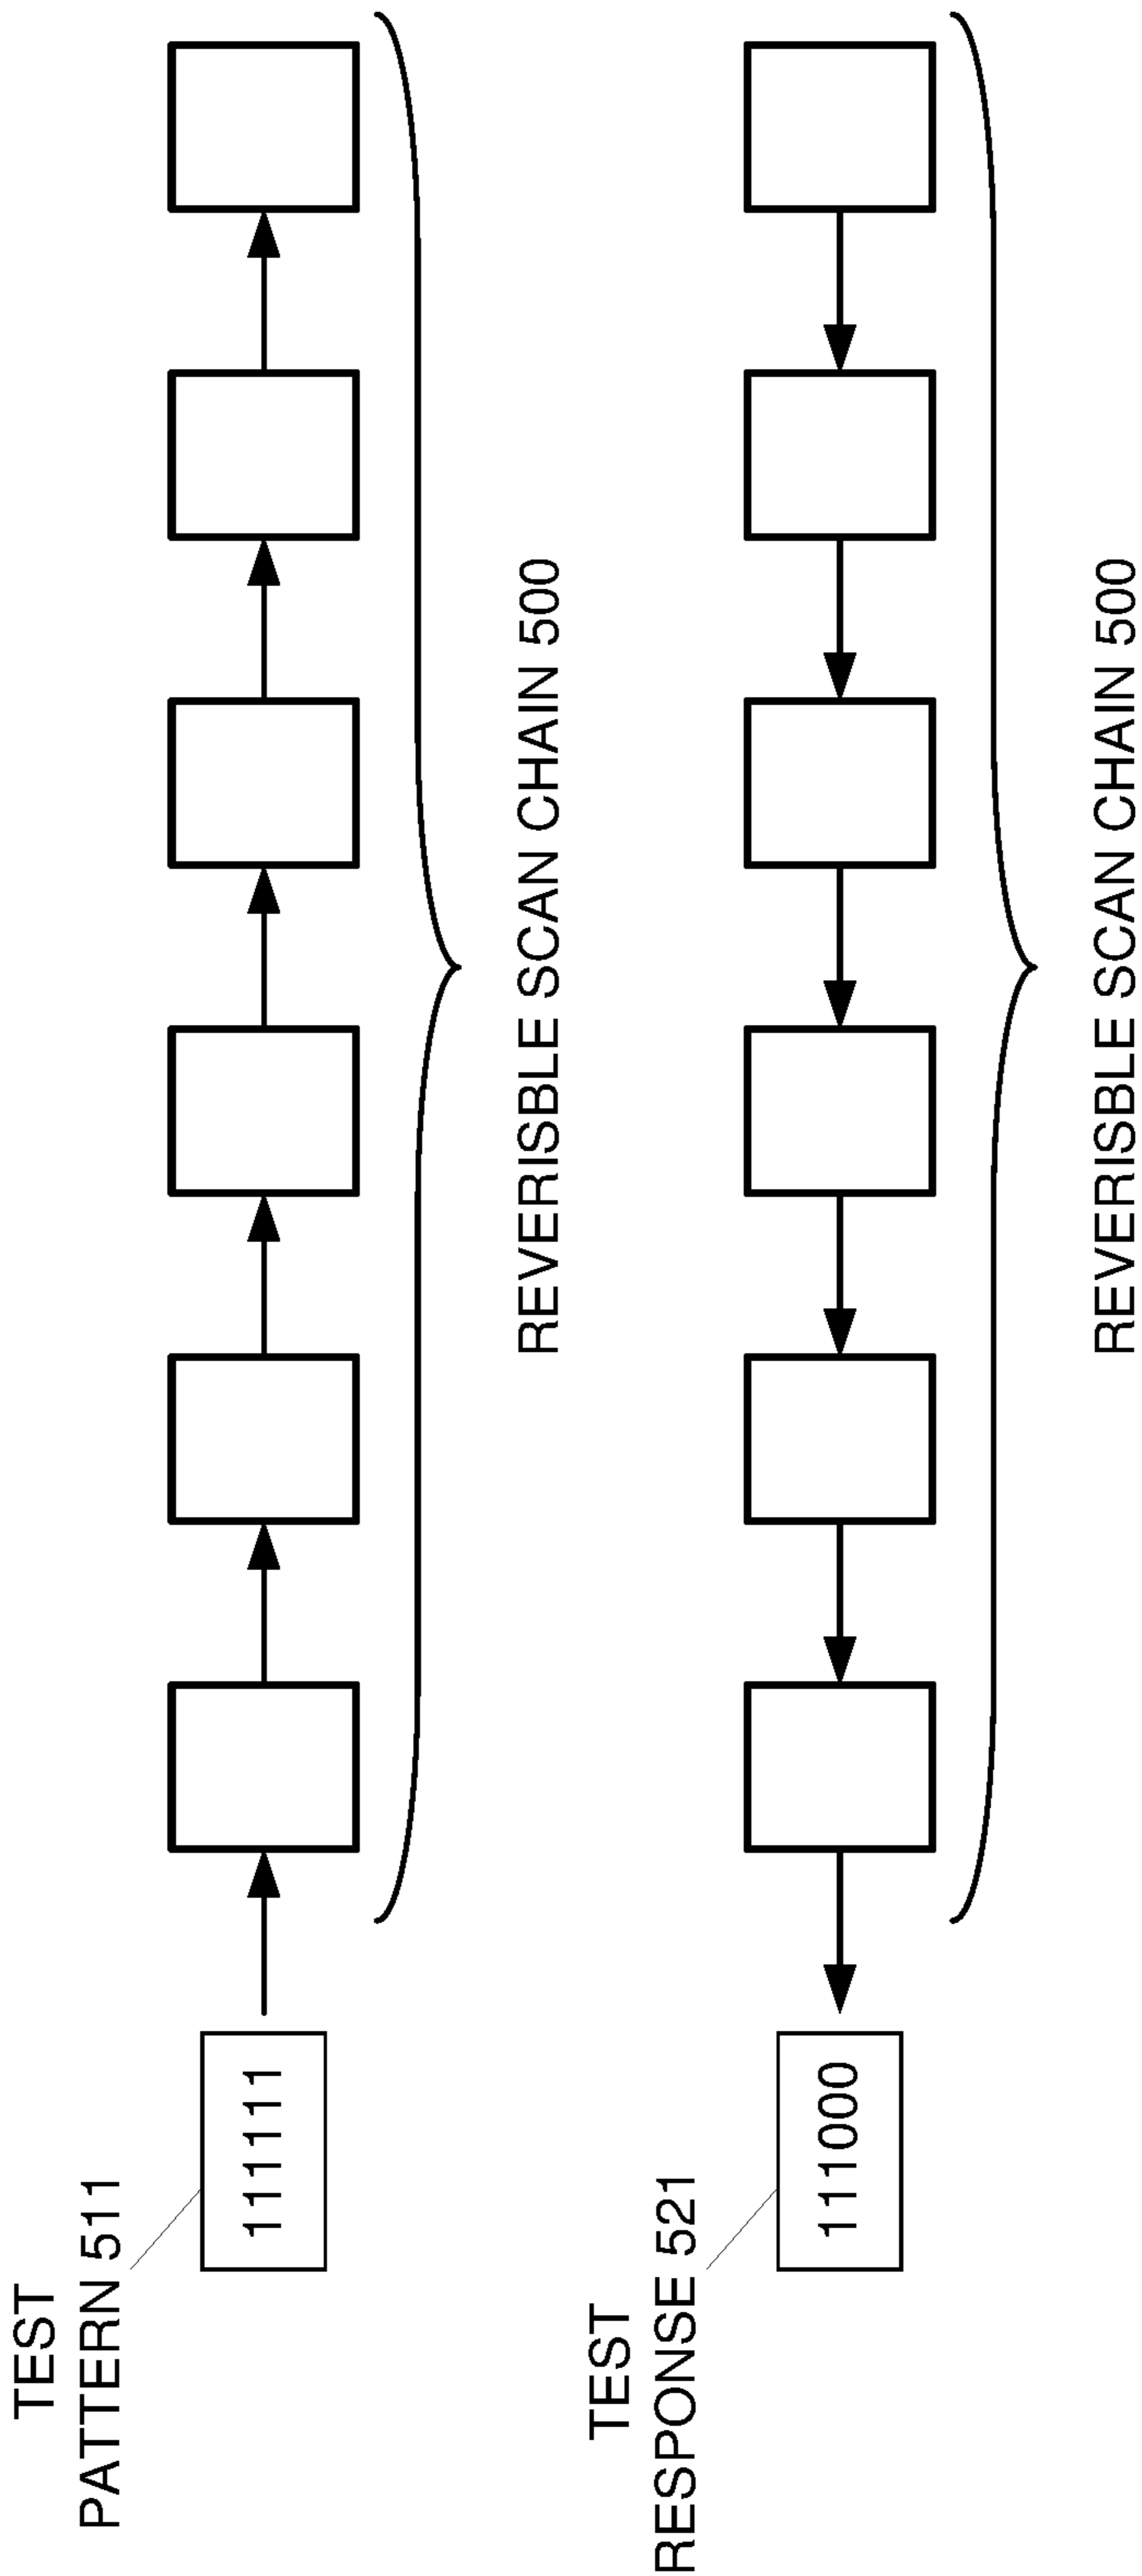 TEST
PATTERN 511
111111
REVERISBLE SCAN CHAIN 500
TEST
RESPONSE 521
111000
REVERISBLE SCAN CHAIN 500